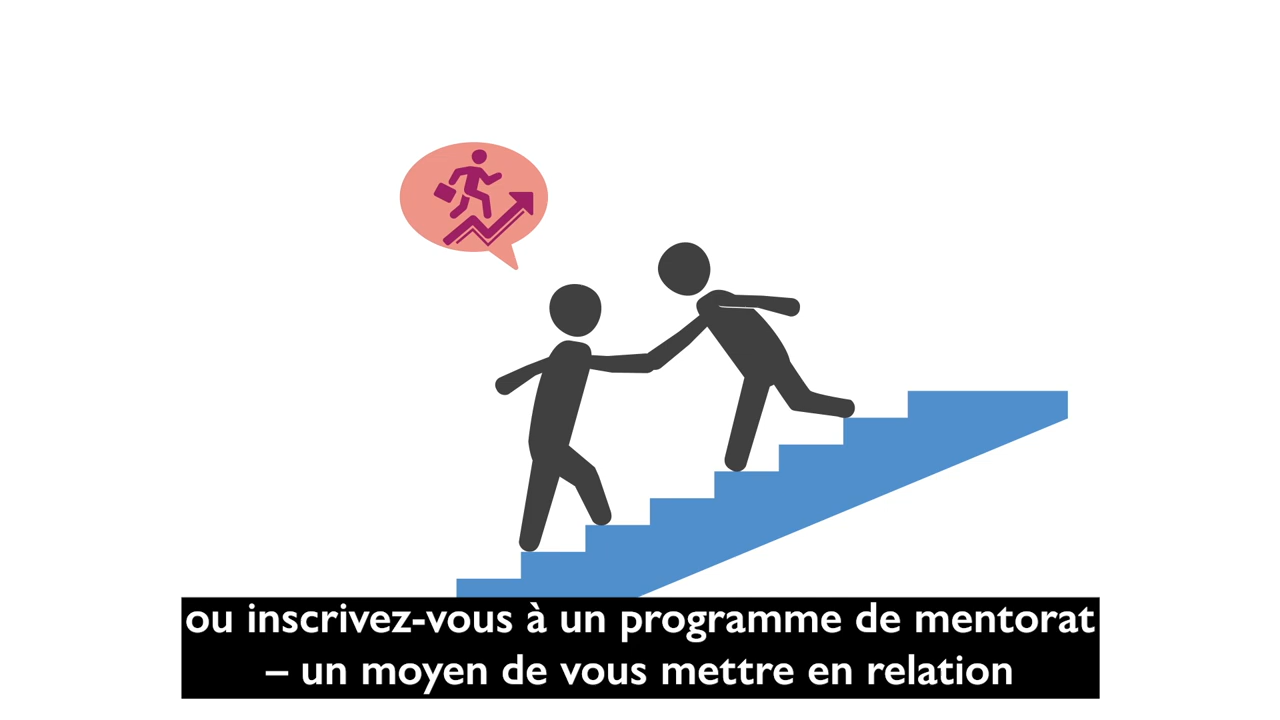 ou inscrivez-vous à un programme de mentorat
– un moyen de vous mettre en relation